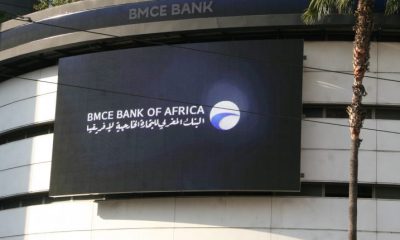 BMCE BANK
BMCE BANK OF AFRICA
البنك المغربي للتجارة الخارجية لإفريقيا